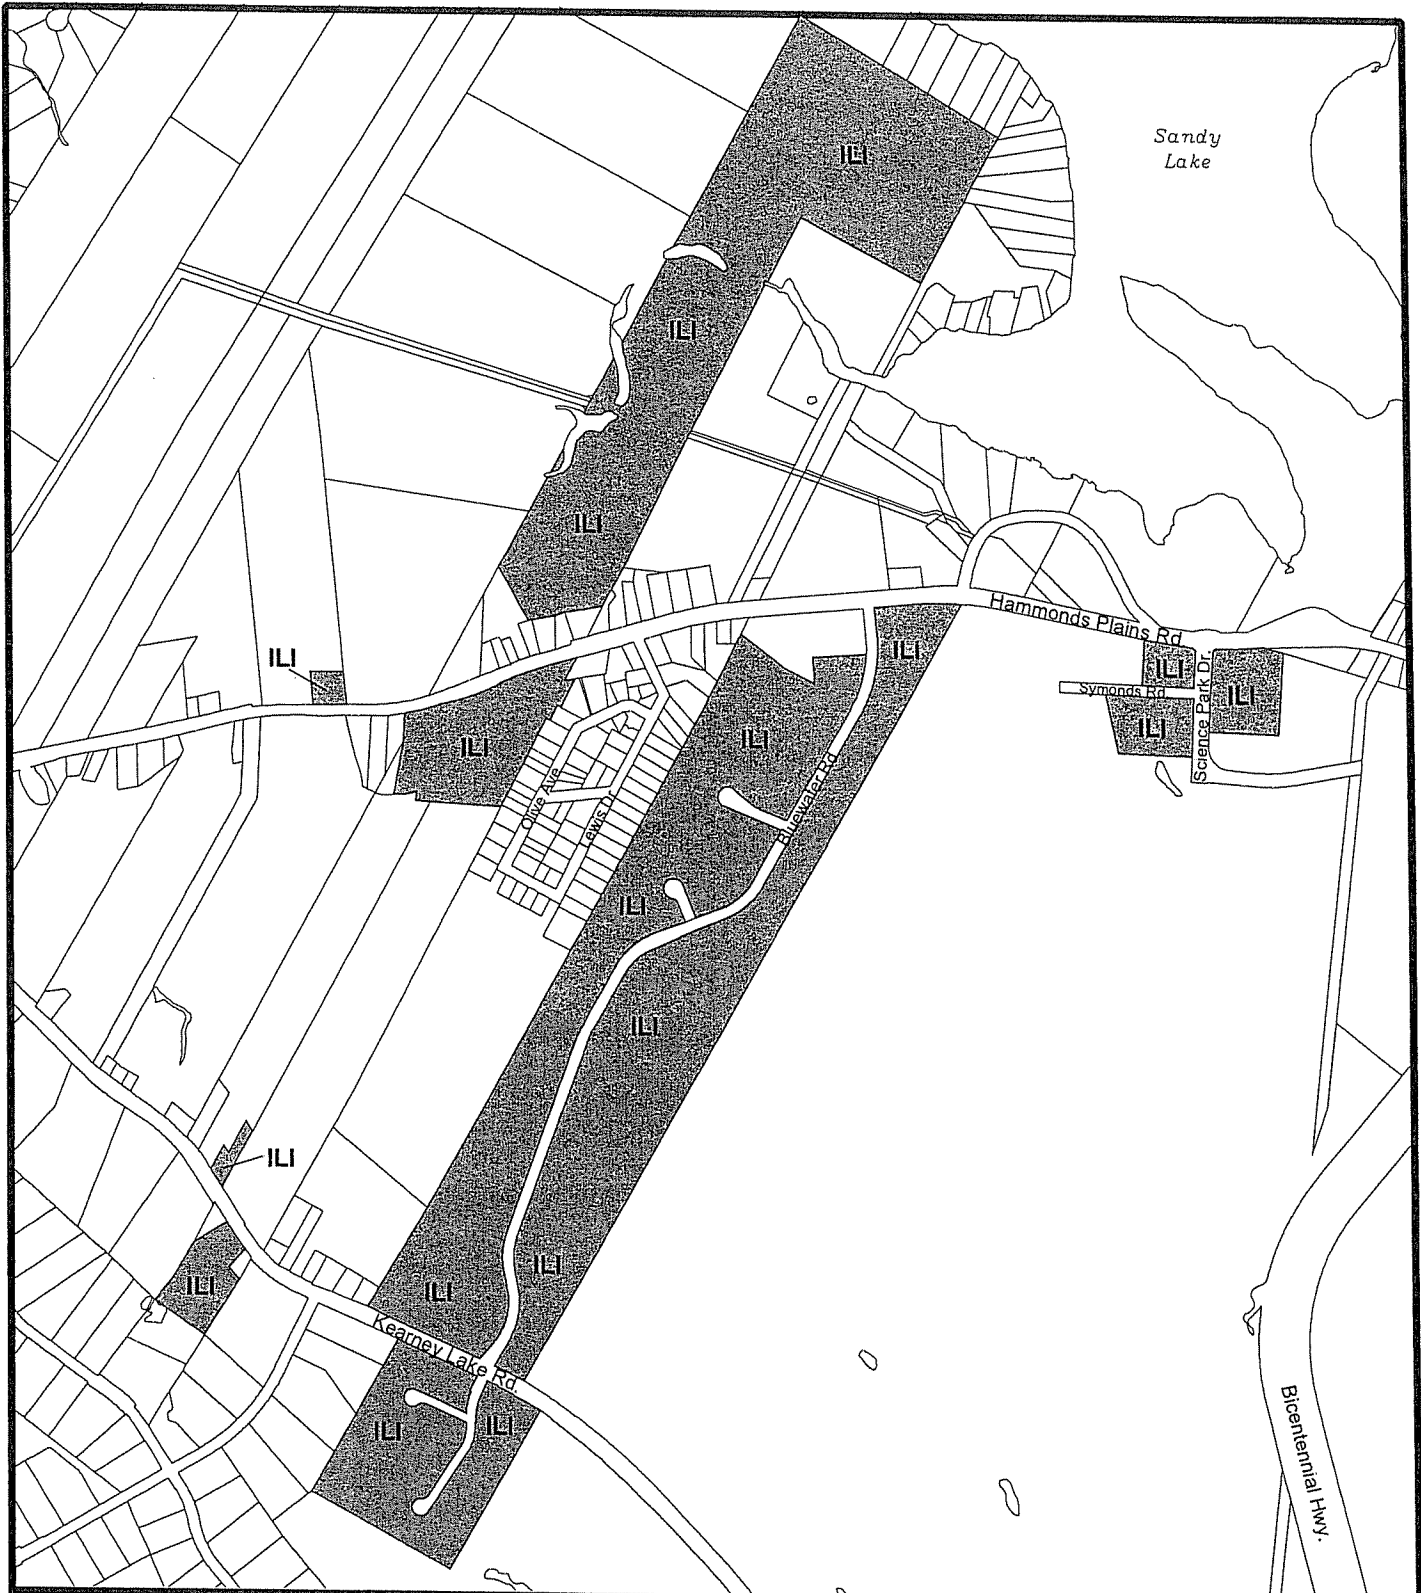 ILI
Sandy
Lake
ILI
ILI
Hammonds Plains Rd
ILI
ILI
ILI
Symonds Rd.
ILI
ILI
Science Park Dr.
ILI
ILI
Bluewater Rd
Olive Ave
Lewis Dr
ILI
ILI
ILI
ILI
ILI
ILI
Kearney Lake Rd.
ILI
ILI
Bicentennial Hwy.